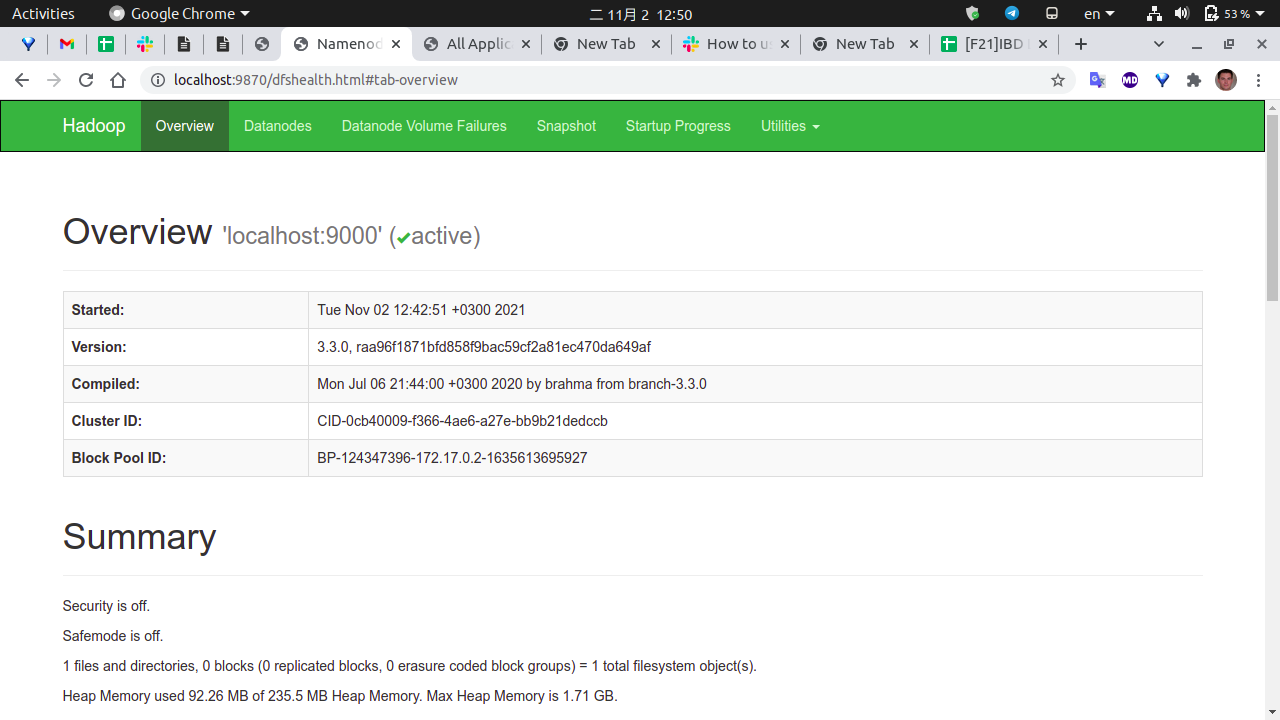 Activities Google Chrome 二 11月 2 12:50 en 53 %
Namenod All Applic New Tab How to u New Tab [F21]IBD
localhost:9870/dfshealth.html#tab-overview MD
Hadoop Overview Datanodes Datanode Volume Failures Snapshot Startup Progress Utilities
Overview 'localhost:9000' (✔active)
Started: Tue Nov 02 12:42:51 +0300 2021
Version: 3.3.0, raa96f1871bfd858f9bac59cf2a81ec470da649af
Compiled: Mon Jul 06 21:44:00 +0300 2020 by brahma from branch-3.3.0
Cluster ID: CID-0cb40009-f366-4ae6-a27e-bb9b21dedccb
Block Pool ID: BP-124347396-172.17.0.2-1635613695927
Summary
Security is off.
Safemode is off.
1 files and directories, 0 blocks (0 replicated blocks, 0 erasure coded block groups) = 1 total filesystem object(s).
Heap Memory used 92.26 MB of 235.5 MB Heap Memory. Max Heap Memory is 1.71 GB.